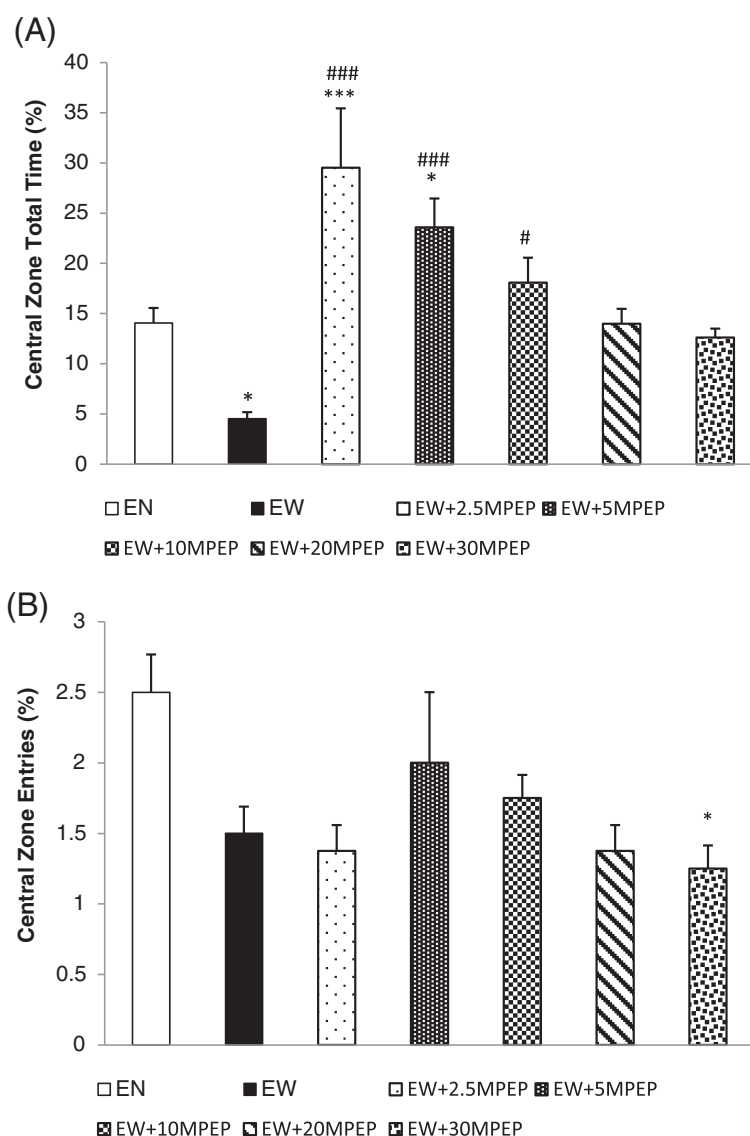 (A)
Central Zone Total Time (%)
40
35
30
25
20
15
10
5
0
###
***
###
*
#
*
EN EW EW+2.5MPEP EW+5MPEP
EW+10MPEP EW+20MPEP EW+30MPEP
(B)
Central Zone Entries (%)
3
2.5
2
1.5
1
0.5
0
*
EN EW EW+2.5MPEP EW+5MPEP
EW+10MPEP EW+20MPEP EW+30MPEP